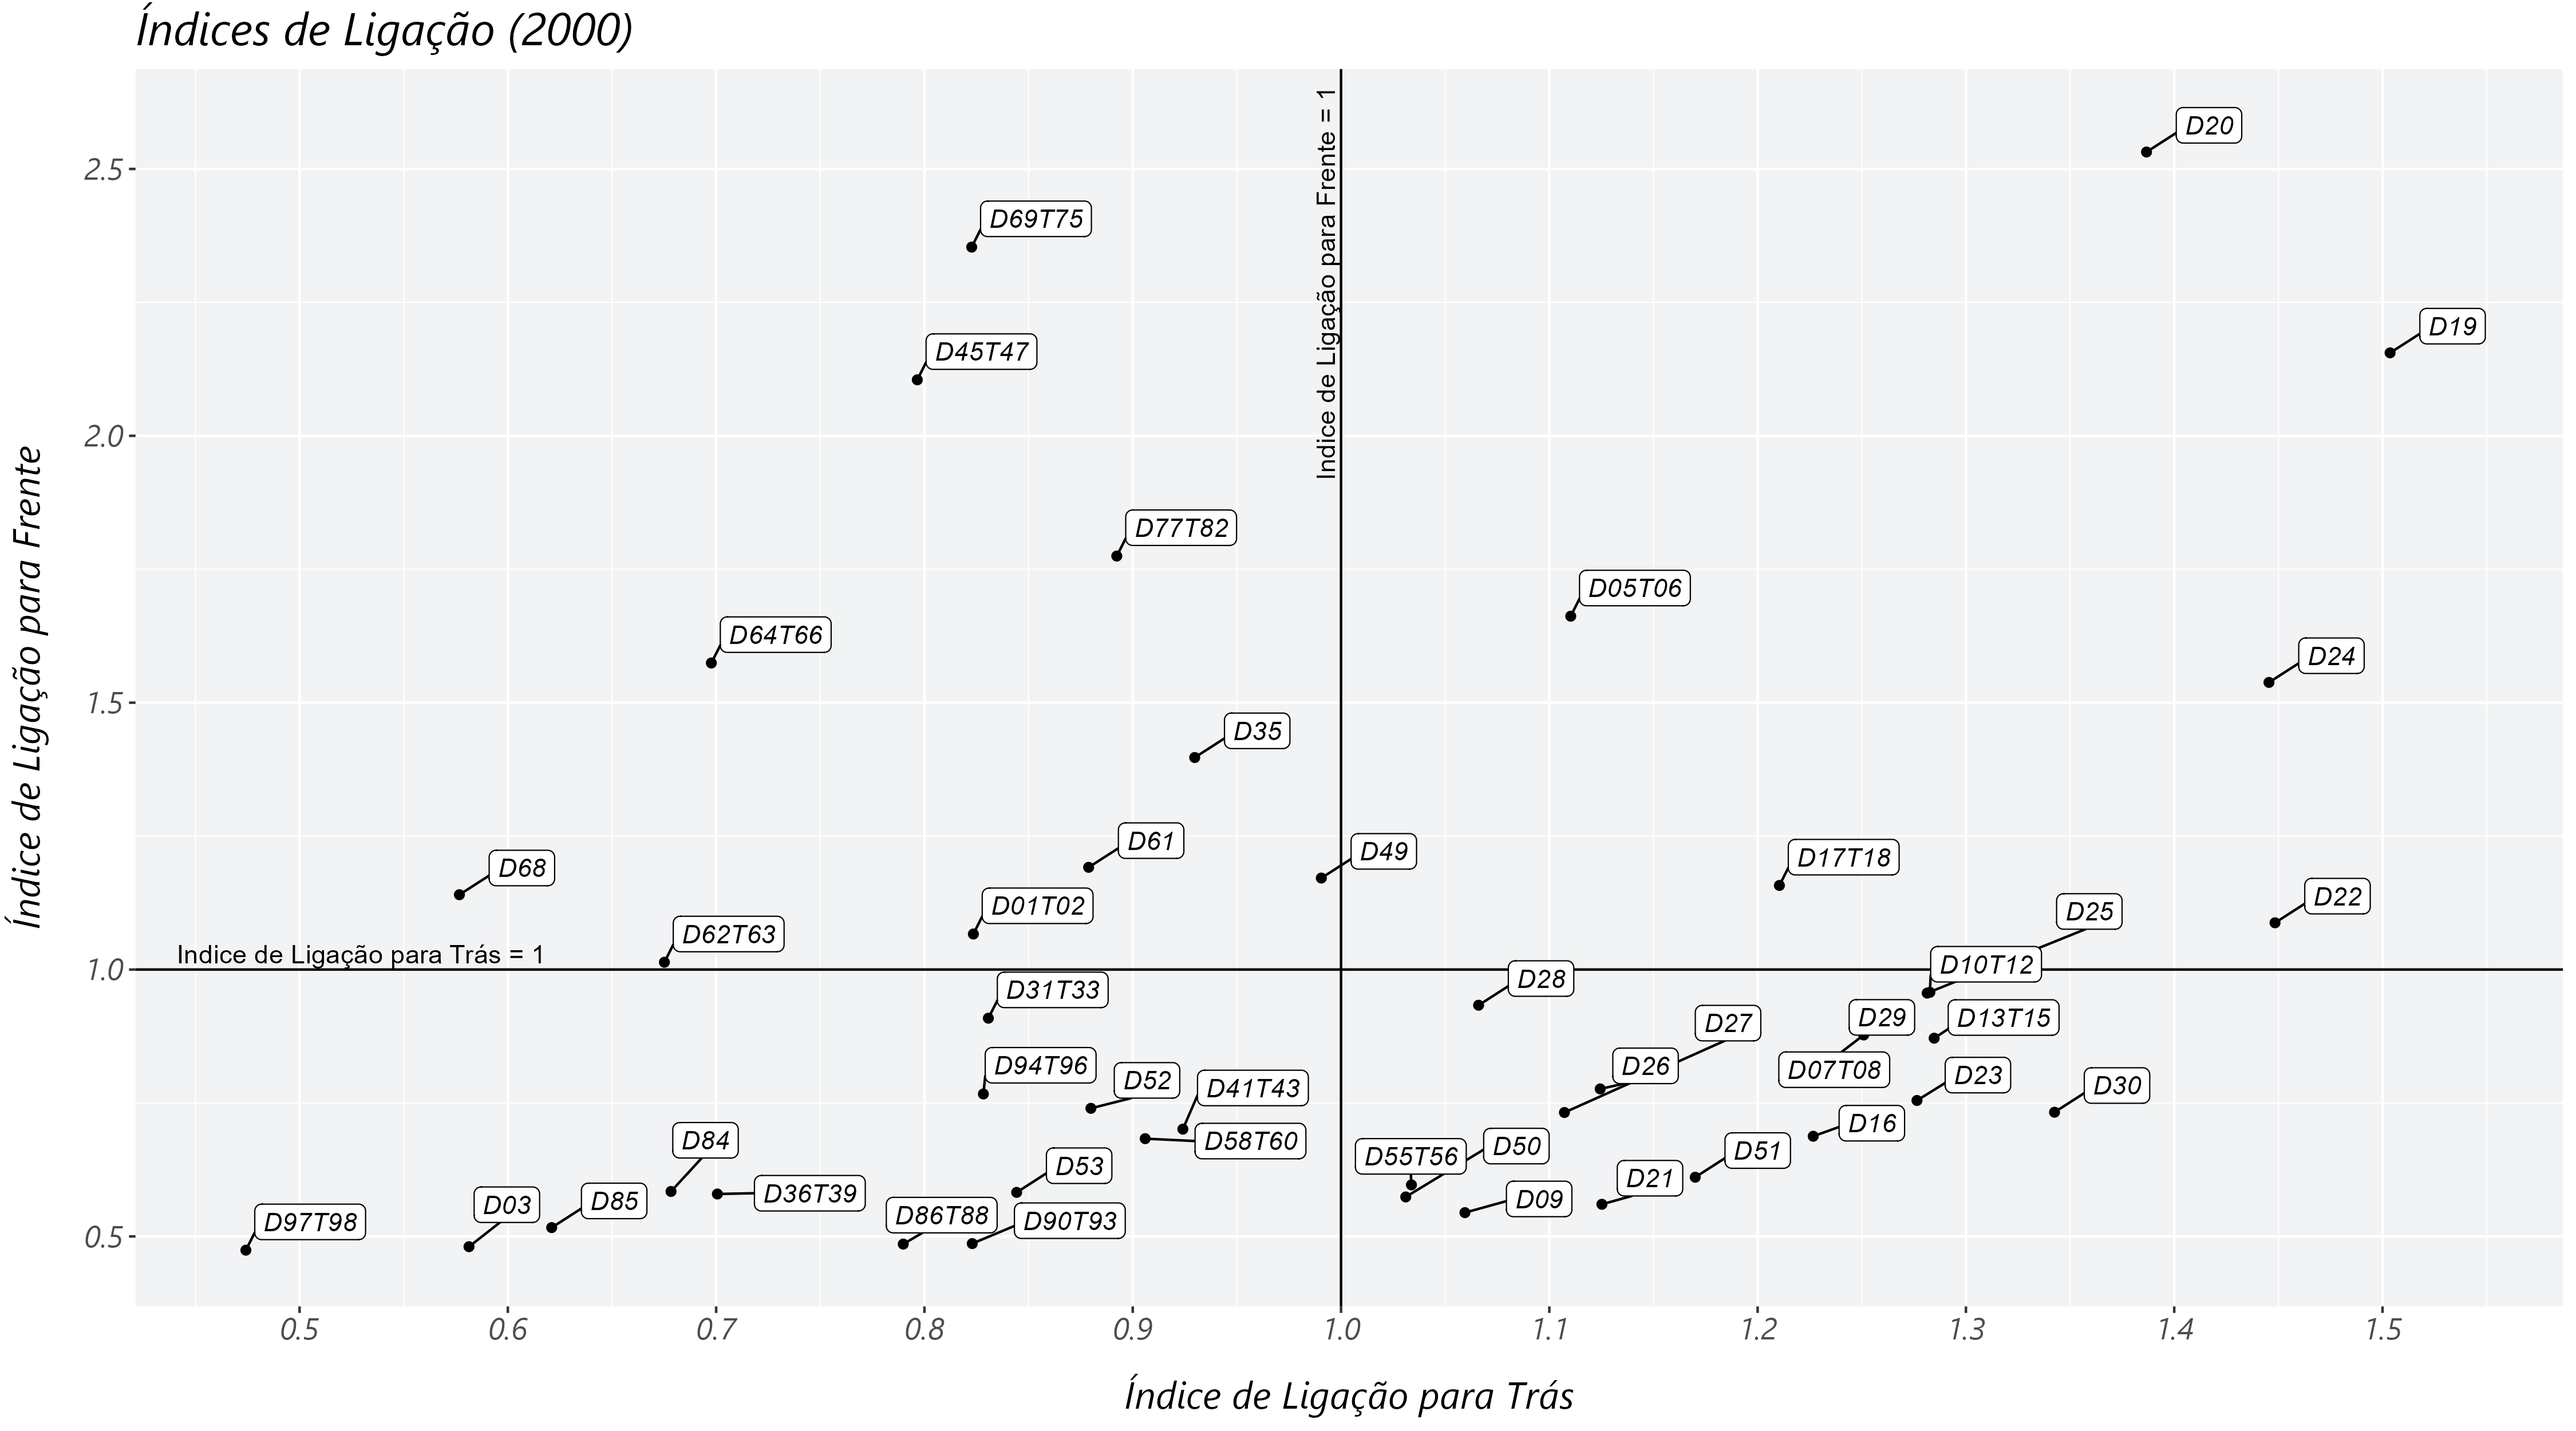 Índices de Ligação (2000)
Índice de Ligação para Frente
2.5
2.0
1.5
1.0
0.5
Indice de Ligação para Frente = 1
Indice de Ligação para Trás = 1
D20
D69T75
D19
D45T47
D77T82
D05T06
D64T66
D24
D35
D61
D49
D17T18
D68
D22
D01T02
D25
D62T63
D10T12
D28
D31T33
D29
D13T15
D27
D26
D07T08
D94T96
D23
D52
D41T43
D30
D16
D84
D58T60
D50
D51
D55T56
D53
D21
D36T39
D85
D09
D03
D86T88
D90T93
D97T98
0.5
0.6
0.7
0.8
0.9
1.0
1.1
1.2
1.3
1.4
1.5
Índice de Ligação para Trás